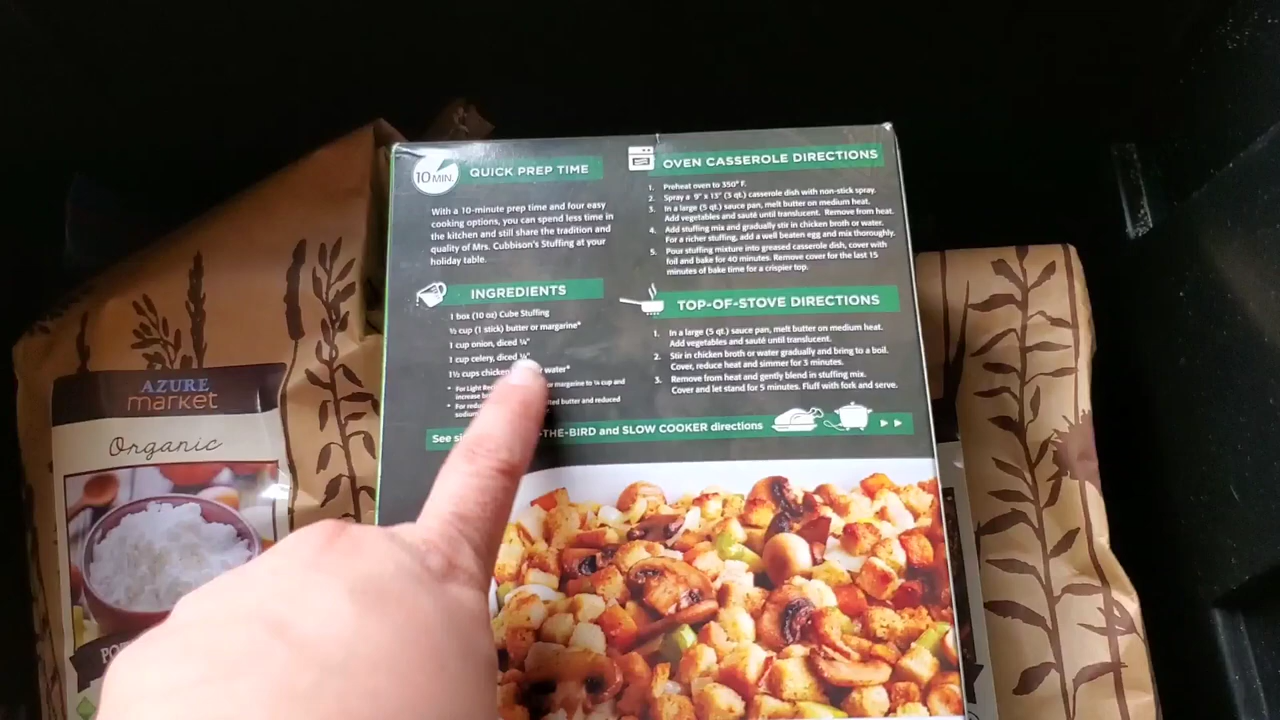 10 MIN.
QUICK PREP TIME
With a 10-minute prep time and four easy
cooking options, you can spend less time in
the kitchen and still share the tradition and
quality of Mrs. Cubbison's Stuffing at your
holiday table.
INGREDIENTS
1 box (10 oz) Cube Stuffing
½ cup (1 stick) butter or margarine*
1 cup onion, diced ¼"
1 cup celery, diced
1½ cups chicken water*
* For Light margarine to ¼ cup and
increase
* For butter and reduced
See THE-BIRD and SLOW COOKER directions
OVEN CASSEROLE DIRECTIONS
1. Preheat oven to 350° F.
2. Spray a 9" x 13" (3 qt.) casserole dish with non-stick spray.
3. In a large (5 qt.) sauce pan, melt butter on medium heat.
Add vegetables and sauté until translucent. Remove from heat.
4. Add stuffing mix and gradually stir in chicken broth or water.
For a richer stuffing, add a well beaten egg and mix thoroughly.
5. Pour stuffing mixture into greased casserole dish, cover with
foil and bake for 40 minutes. Remove cover for the last 15
minutes of bake time for a crispier top.
TOP-OF-STOVE DIRECTIONS
1. In a large (5 qt.) sauce pan, melt butter on medium heat.
Add vegetables and sauté until translucent.
2. Stir in chicken broth or water gradually and bring to a boil.
Cover, reduce heat and simmer for 3 minutes.
3. Remove from heat and gently blend in stuffing mix.
Cover and let stand for 5 minutes. Fluff with fork and serve.
AZURE
market
Organic